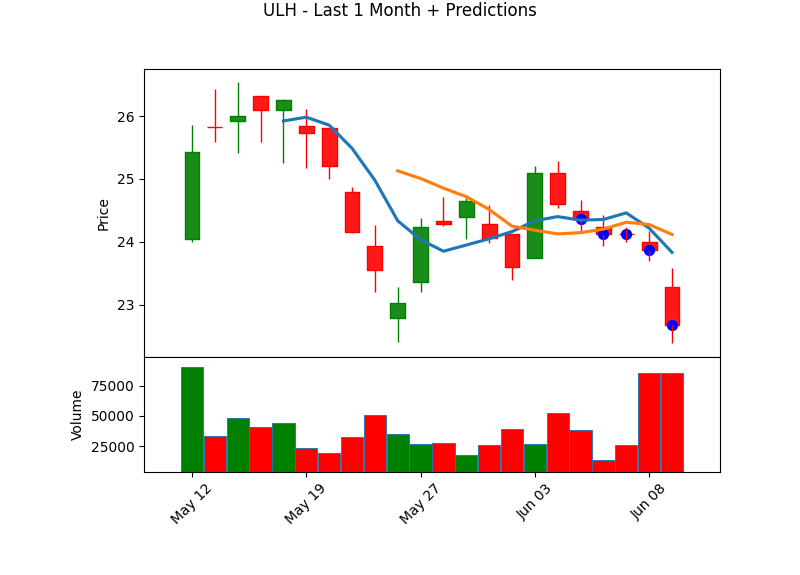 ULH - Last 1 Month + Predictions
26
25
24
23
Price
75000
50000
25000
Volume
May 12
May 19
May 27
Jun 03
Jun 08